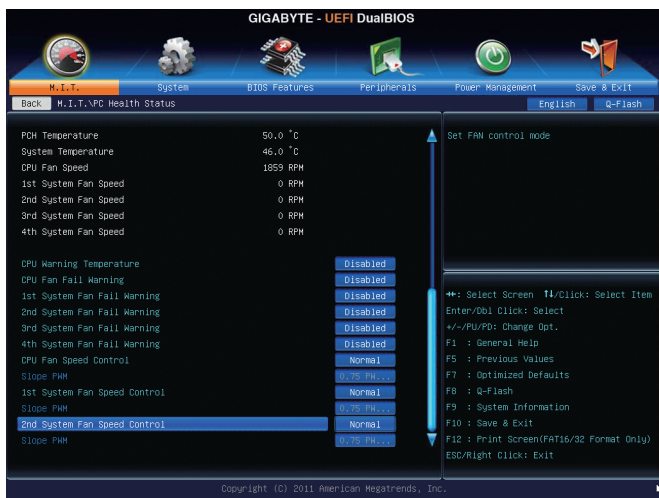 GIGABYTE - UEFI DualBIOS
M.I.T. System BIOS Features Peripherals Power Management Save & Exit
Back M.I.T.\PC Health Status English Q-Flash
PCH Temperature 50.0 °C
System Temperature 46.0 °C
CPU Fan Speed 1859 RPM
1st System Fan Speed 0 RPM
2nd System Fan Speed 0 RPM
3rd System Fan Speed 0 RPM
4th System Fan Speed 0 RPM
CPU Warning Temperature Disabled
CPU Fan Fail Warning Disabled
1st System Fan Fail Warning Disabled
2nd System Fan Fail Warning Disabled
3rd System Fan Fail Warning Disabled
4th System Fan Fail Warning Disabled
CPU Fan Speed Control Normal
Slope PWM 0.75 PW...
1st System Fan Speed Control Normal
Slope PWM 0.75 PW...
2nd System Fan Speed Control Normal
Slope PWM 0.75 PW...
Set FAN control mode
→←: Select Screen ↑↓/Click: Select Item
Enter/Dbl Click: Select
+/-/PU/PD: Change Opt.
F1 : General Help
F5 : Previous Values
F7 : Optimized Defaults
F8 : Q-Flash
F9 : System Information
F10 : Save & Exit
F12 : Print Screen(FAT16/32 Format Only)
ESC/Right Click: Exit
Copyright (C) 2011 American Megatrends, Inc.